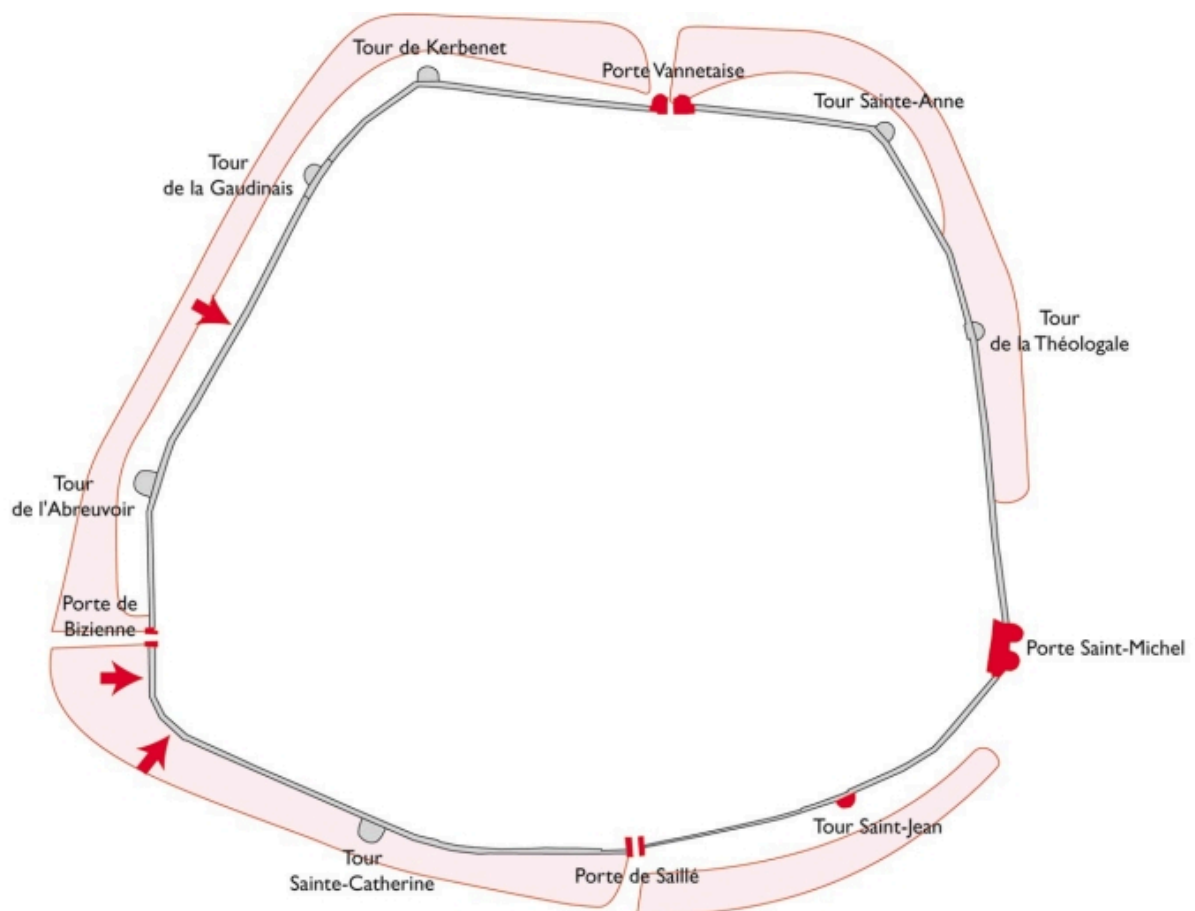 Tour de Kerbenet
Porte Vannetaise
Tour Sainte-Anne
Tour
de la Gaudinais
Tour
de la Théologale
Tour
de l'Abreuvoir
Porte de
Bizienne
Porte Saint-Michel
Tour Saint-Jean
Tour
Sainte-Catherine
Porte de Saillé